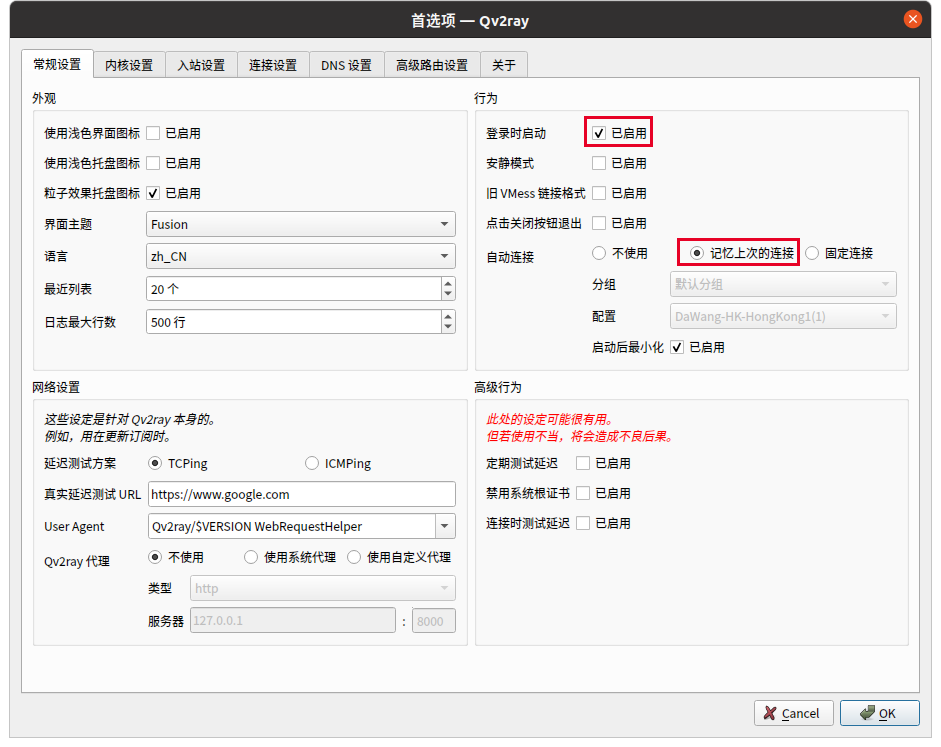 首选项 — Qv2ray
常规设置 内核设置 入站设置 连接设置 DNS 设置 高级路由设置 关于
外观
使用浅色界面图标 已启用
使用浅色托盘图标 已启用
粒子效果托盘图标 已启用
界面主题 Fusion
语言 zh_CN
最近列表 20 个
日志最大行数 500 行
行为
登录时启动 已启用
安静模式 已启用
旧 VMess 链接格式 已启用
点击关闭按钮退出 已启用
自动连接 不使用 记忆上次的连接 固定连接
分组 默认分组
配置 DaWang-HK-HongKong1(1)
启动后最小化 已启用
网络设置
这些设定是针对 Qv2ray 本身的。
例如，用在更新订阅时。
延迟测试方案 TCPing ICMPing
真实延迟测试 URL https://www.google.com
User Agent Qv2ray/$VERSION WebRequestHelper
Qv2ray 代理 不使用 使用系统代理 使用自定义代理
类型 http
服务器 127.0.0.1 : 8000
高级行为
此处的设定可能很有用。
但若使用不当，将会造成不良后果。
定期测试延迟 已启用
禁用系统根证书 已启用
连接时测试延迟 已启用
Cancel OK